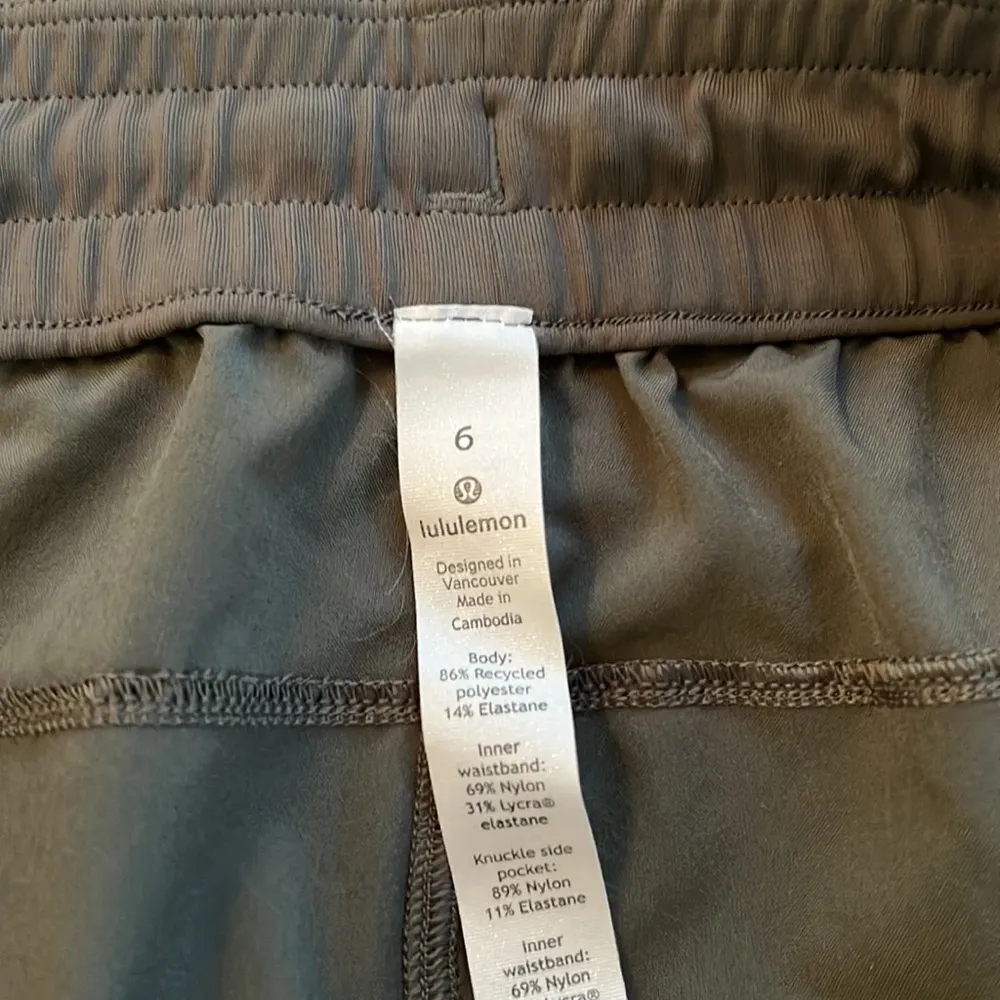 6
lululemon
Designed in
Vancouver
Made in
Cambodia
Body:
86% Recycled
polyester
14% Elastane
Inner
waistband:
69% Nylon
31% Lycra®
elastane
Knuckle side
pocket:
89% Nylon
11% Elastane
Inner
waistband:
69% Nylon